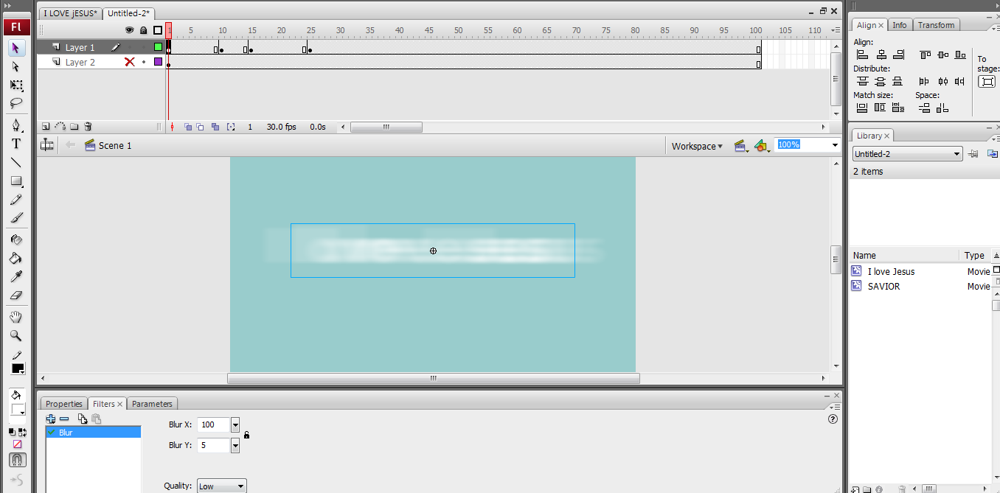 I LOVE jESUS* Untitled-2*
Fl
1 5 10 15 20 25 30 35 40 45 50 55 60 65 70 75 80 85 90 95 100 105 110
Layer 1
Layer 2
1 30.0 fps 0.0s
Scene 1
Workspace 100%
Properties Filters Parameters
Blur
Blur X: 100
Blur Y: 5
Quality: Low
T
Align Info Transform
Align:
To
stage:
Distribute:
Match size: Space:
Library
Untitled-2
2 items
Name Type
I love Jesus Movie
SAVIOR Movie